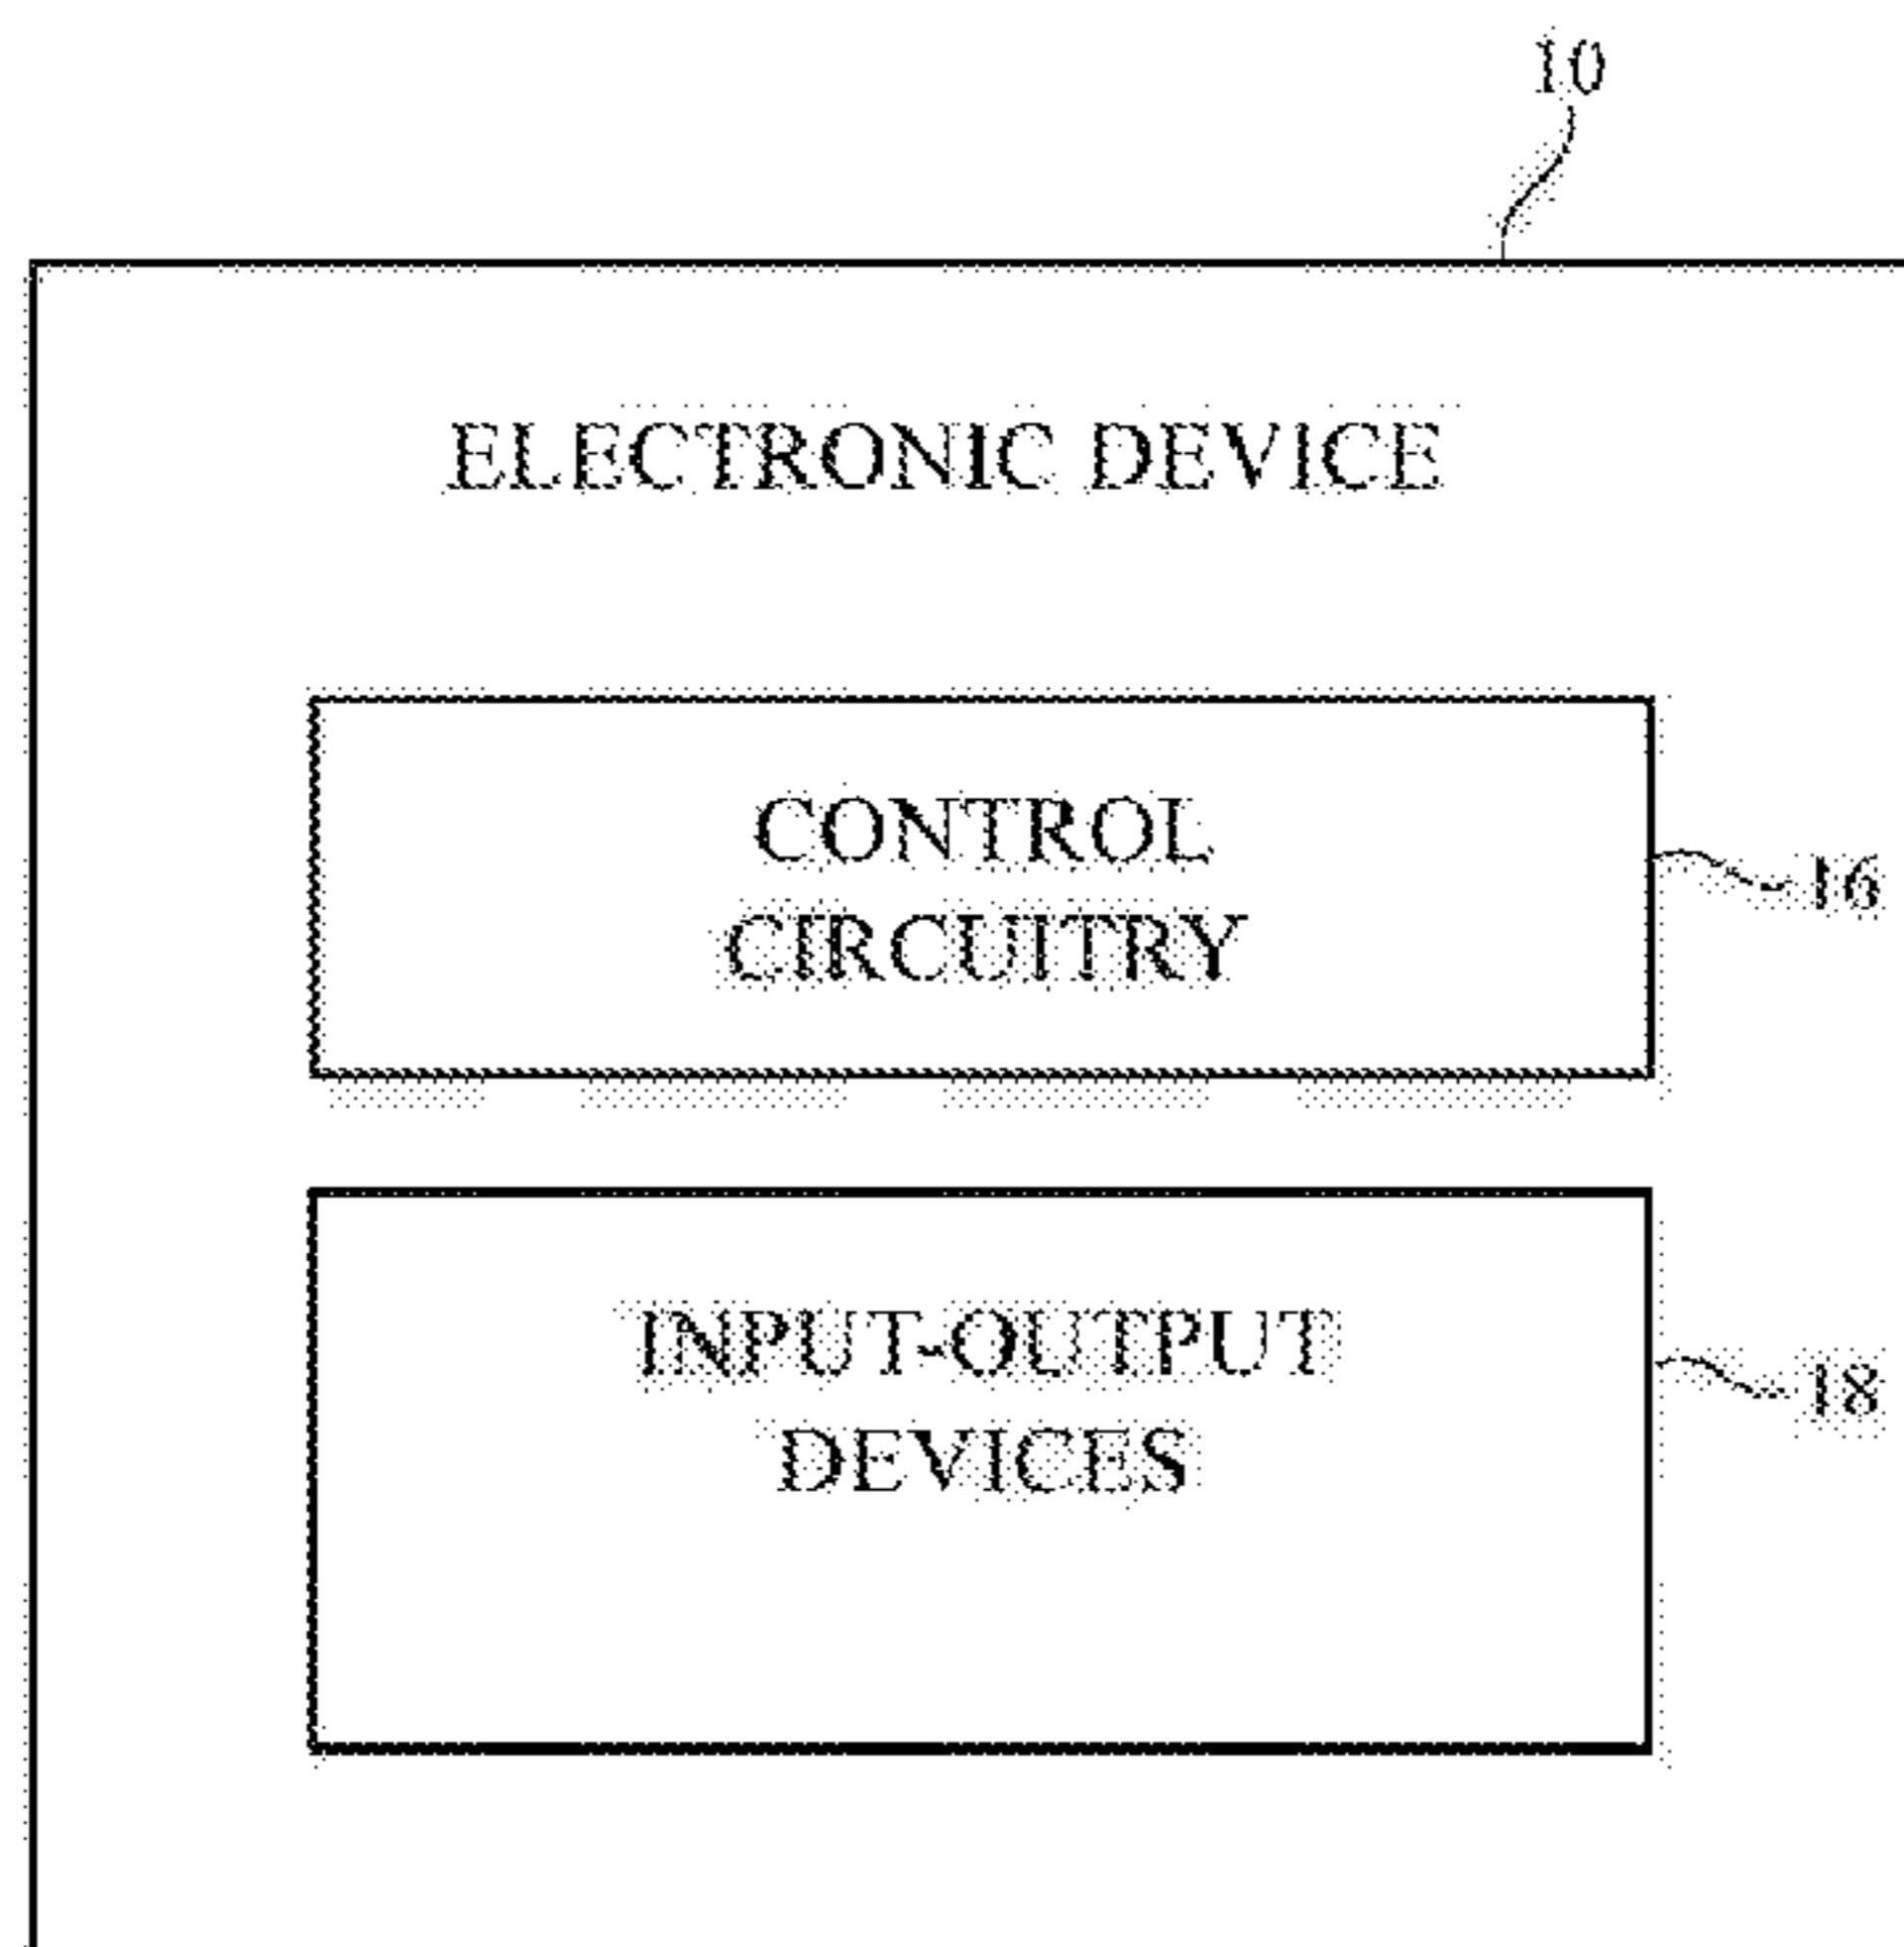 10
ELECTRONIC DEVICE
CONTROL
CIRCUITRY
16
INPUT-OUTPUT
DEVICES
18